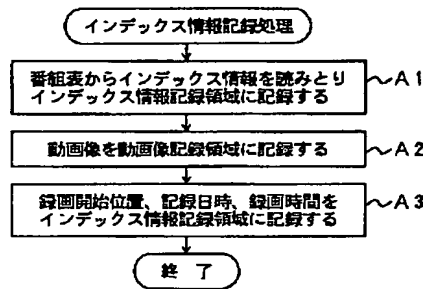 インデックス情報記録処理
番組表からインデックス情報を読みとり
インデックス情報記録領域に記録する
A1
動画像を動画像記録領域に記録する
A2
録画開始位置、記録日時、録画時間を
インデックス情報記録領域に記録する
A3
終 了